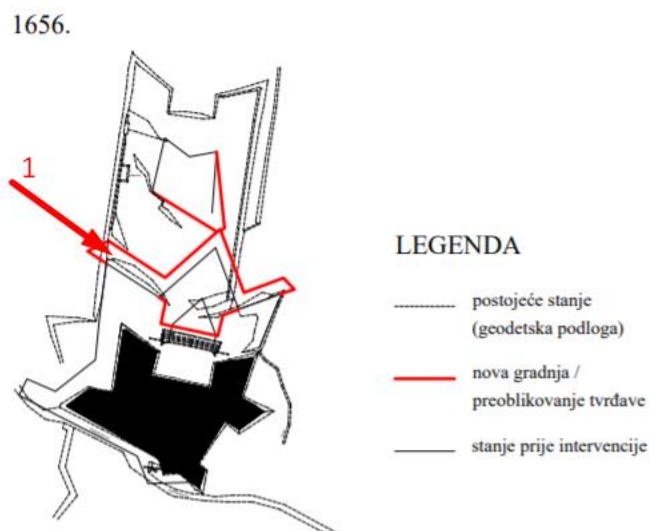 1656.
1
LEGENDA
postojeće stanje
(geodetska podloga)
nova gradnja /
preoblikovanje tvrđave
stanje prije intervencije